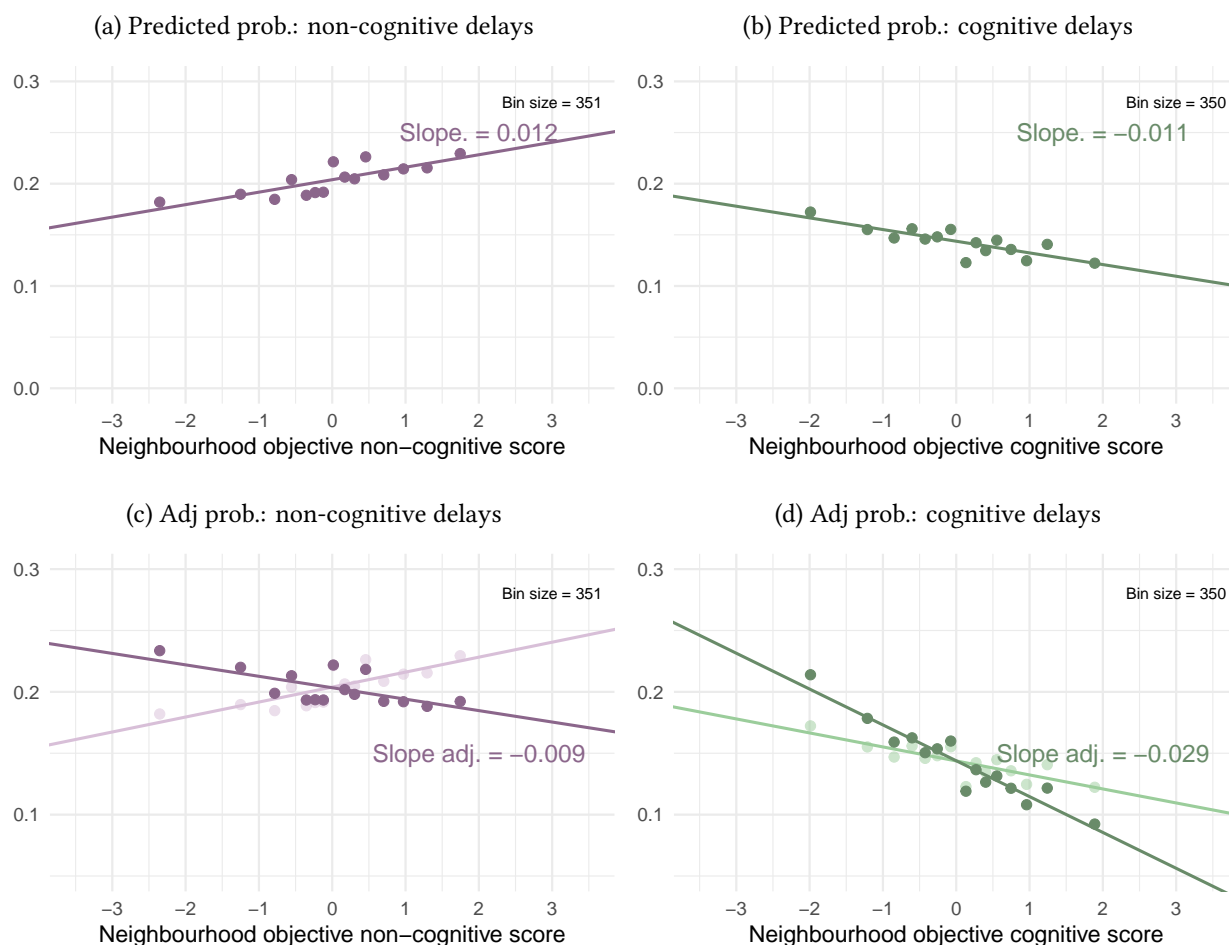 (a) Predicted prob.: non-cognitive delays
0.3
Bin size = 351
Slope. = 0.012
0.2
0.1
0.0
−3 −2 −1 0 1 2 3
Neighbourhood objective non−cognitive score
(b) Predicted prob.: cognitive delays
0.3
Bin size = 350
Slope. = −0.011
0.2
0.1
0.0
−3 −2 −1 0 1 2 3
Neighbourhood objective cognitive score
(c) Adj prob.: non-cognitive delays
0.3
Bin size = 351
0.2
Slope adj. = −0.009
0.1
−3 −2 −1 0 1 2 3
Neighbourhood objective non−cognitive score
(d) Adj prob.: cognitive delays
0.3
Bin size = 350
0.2
Slope adj. = −0.029
0.1
−3 −2 −1 0 1 2 3
Neighbourhood objective cognitive score